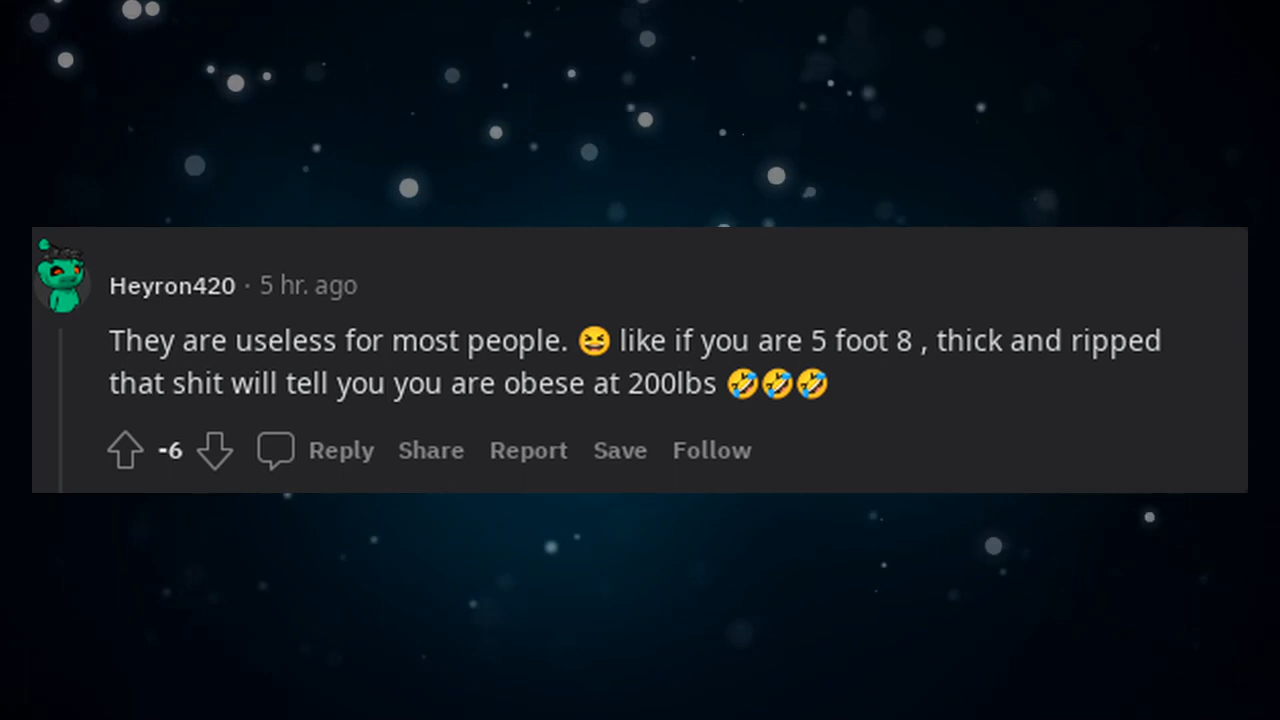 Heyron420 · 5 hr. ago
They are useless for most people. 😆 like if you are 5 foot 8 , thick and ripped
that shit will tell you you are obese at 200lbs 🤣🤣🤣
-6 Reply Share Report Save Follow